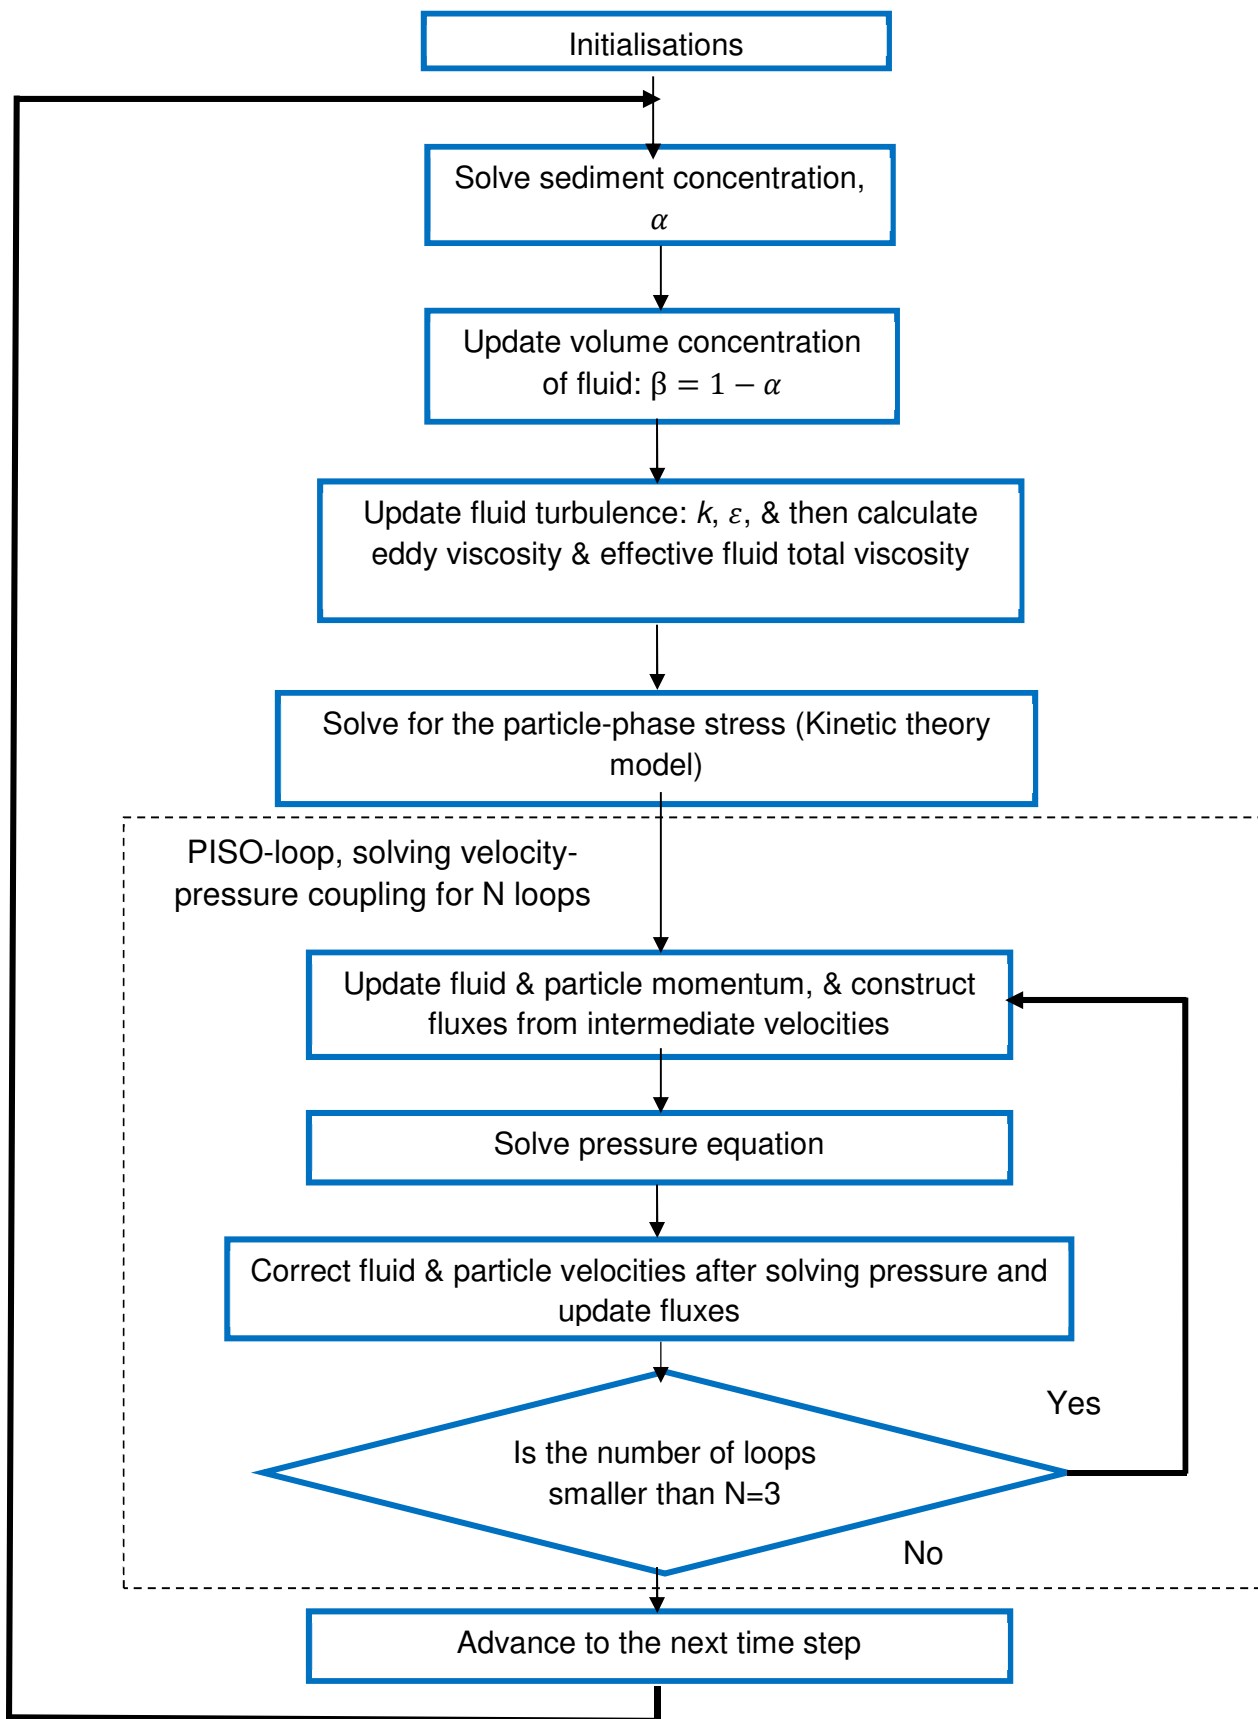 Initialisations
Solve sediment concentration,
α
Update volume concentration
of fluid: β = 1 − α
Update fluid turbulence: k, ε, & then calculate
eddy viscosity & effective fluid total viscosity
Solve for the particle-phase stress (Kinetic theory
model)
PISO-loop, solving velocity-
pressure coupling for N loops
Update fluid & particle momentum, & construct
fluxes from intermediate velocities
Solve pressure equation
Correct fluid & particle velocities after solving pressure and
update fluxes
Yes
Is the number of loops
smaller than N=3
No
Advance to the next time step